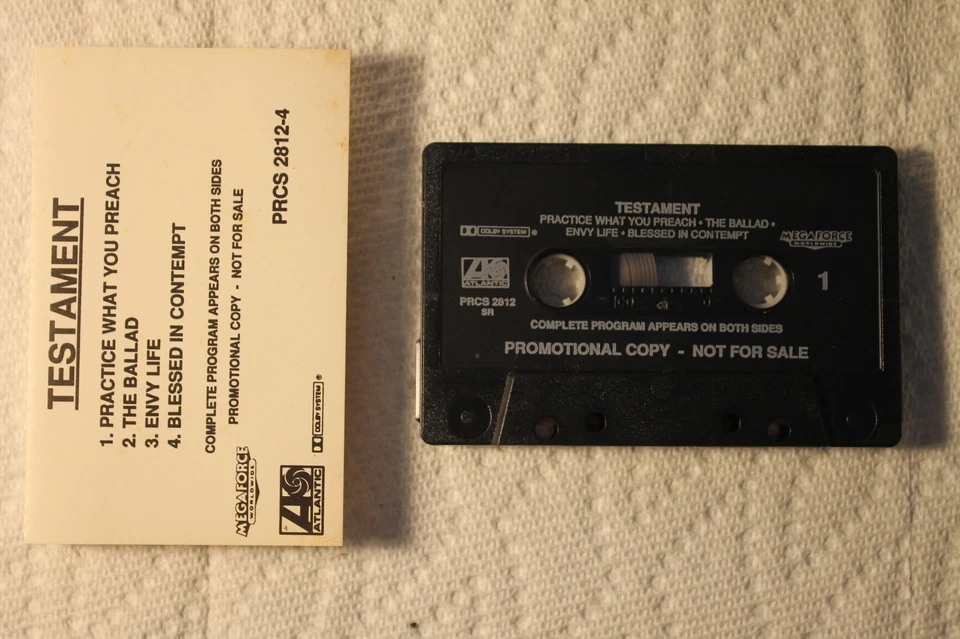 TESTAMENT
1. PRACTICE WHAT YOU PREACH
2. THE BALLAD
3. ENVY LIFE
4. BLESSED IN CONTEMPT
COMPLETE PROGRAM APPEARS ON BOTH SIDES
PROMOTIONAL COPY - NOT FOR SALE
PRCS 2812-4
MEGAFORCE
WORLDWIDE
ATLANTIC
DOLBY SYSTEM ®
TESTAMENT
PRACTICE WHAT YOU PREACH • THE BALLAD •
ENVY LIFE • BLESSED IN CONTEMPT
DOLBY SYSTEM ®
MEGAFORCE
WORLDWIDE
ATLANTIC
1
PRCS 2812
SR
COMPLETE PROGRAM APPEARS ON BOTH SIDES
PROMOTIONAL COPY - NOT FOR SALE